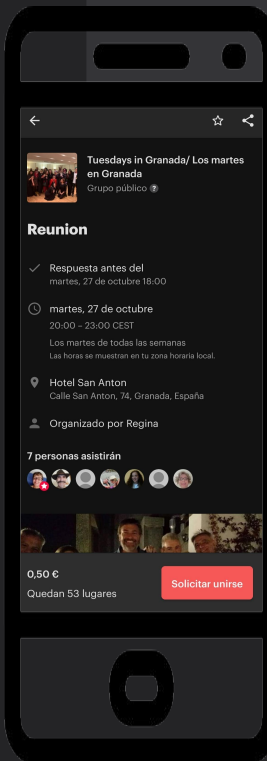 Tuesdays in Granada/ Los martes
en Granada
Grupo público ?
Reunion
Respuesta antes del
martes, 27 de octubre 18:00
martes, 27 de octubre
20:00 – 23:00 CEST
Los martes de todas las semanas
Las horas se muestran en tu zona horaria local.
Hotel San Anton
Calle San Anton, 74, Granada, España
Organizado por Regina
7 personas asistirán
0,50 €
Quedan 53 lugares
Solicitar unirse